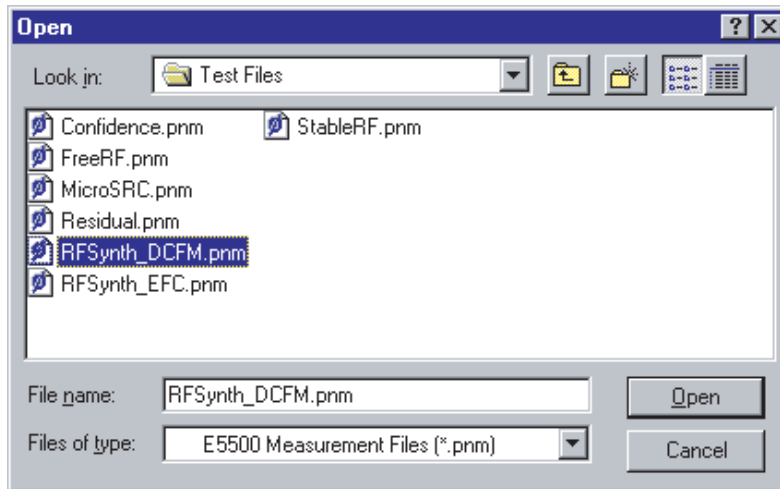 Open
Look in: Test Files
Confidence.pnm StableRF.pnm
FreeRF.pnm
MicroSRC.pnm
Residual.pnm
RFSynth_DCFM.pnm
RFSynth_EFC.pnm
File name: RFSynth_DCFM.pnm Open
Files of type: E5500 Measurement Files (*.pnm) Cancel